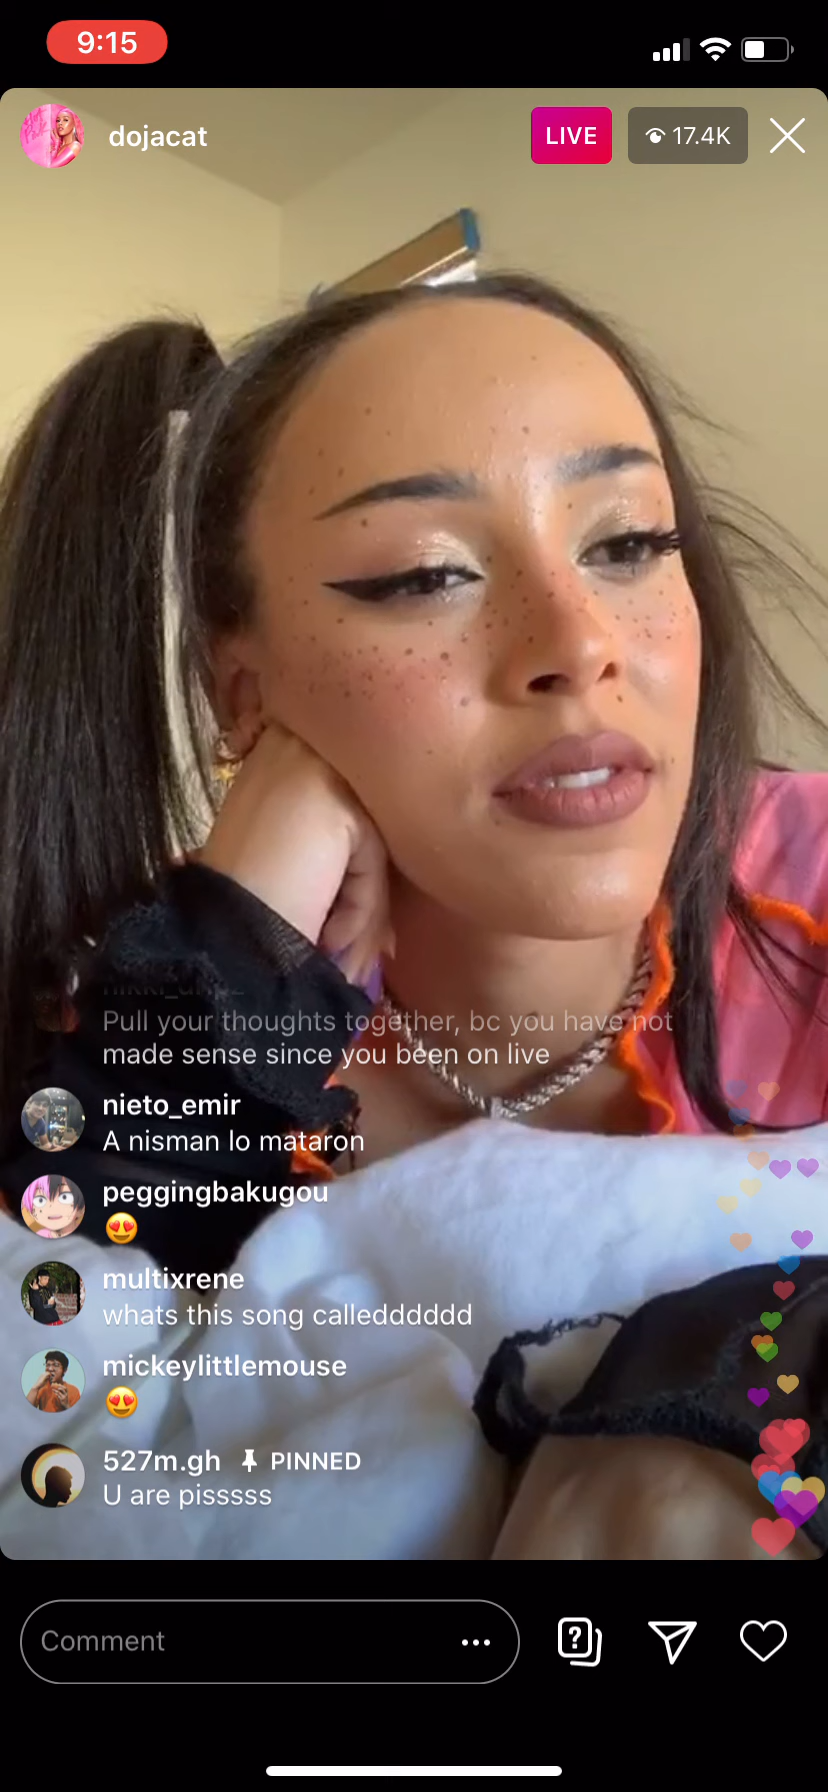 9:15
dojacat
LIVE
17.4K
Pull your thoughts together, bc you have not
made sense since you been on live
nieto_emir
A nisman lo mataron
peggingbakugou
😍
multixrene
whats this song calledddddd
mickeylittlemouse
😍
527m.gh PINNED
U are pisssss
Comment